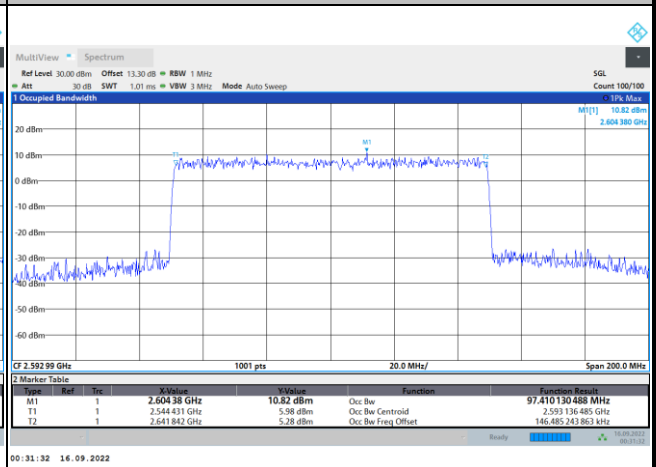 MultiView Spectrum
Ref Level 30.00 dBm Offset 13.30 dB RBW 1 MHz SGL
Att 30 dB SWT 1.01 ms VBW 3 MHz Mode Auto Sweep Count 100/100
1 Occupied Bandwidth 1Pk Max
M1[1] 10.82 dBm
2.604 380 GHz
20 dBm
M1
10 dBm
T1 T2
0 dBm
-10 dBm
-20 dBm
-30 dBm
-40 dBm
-50 dBm
-60 dBm
CF 2.592 99 GHz 1001 pts 20.0 MHz/ Span 200.0 MHz
2 Marker Table
Type Ref Trc X-Value Y-Value Function Function Result
M1 1 2.604 38 GHz 10.82 dBm Occ Bw 97.410 130 488 MHz
T1 1 2.544 431 GHz 5.98 dBm Occ Bw Centroid 2.593 136 485 GHz
T2 1 2.641 842 GHz 5.28 dBm Occ Bw Freq Offset 146.485 243 863 kHz
Ready 16.09.2022
00:31:32
00:31:32 16.09.2022